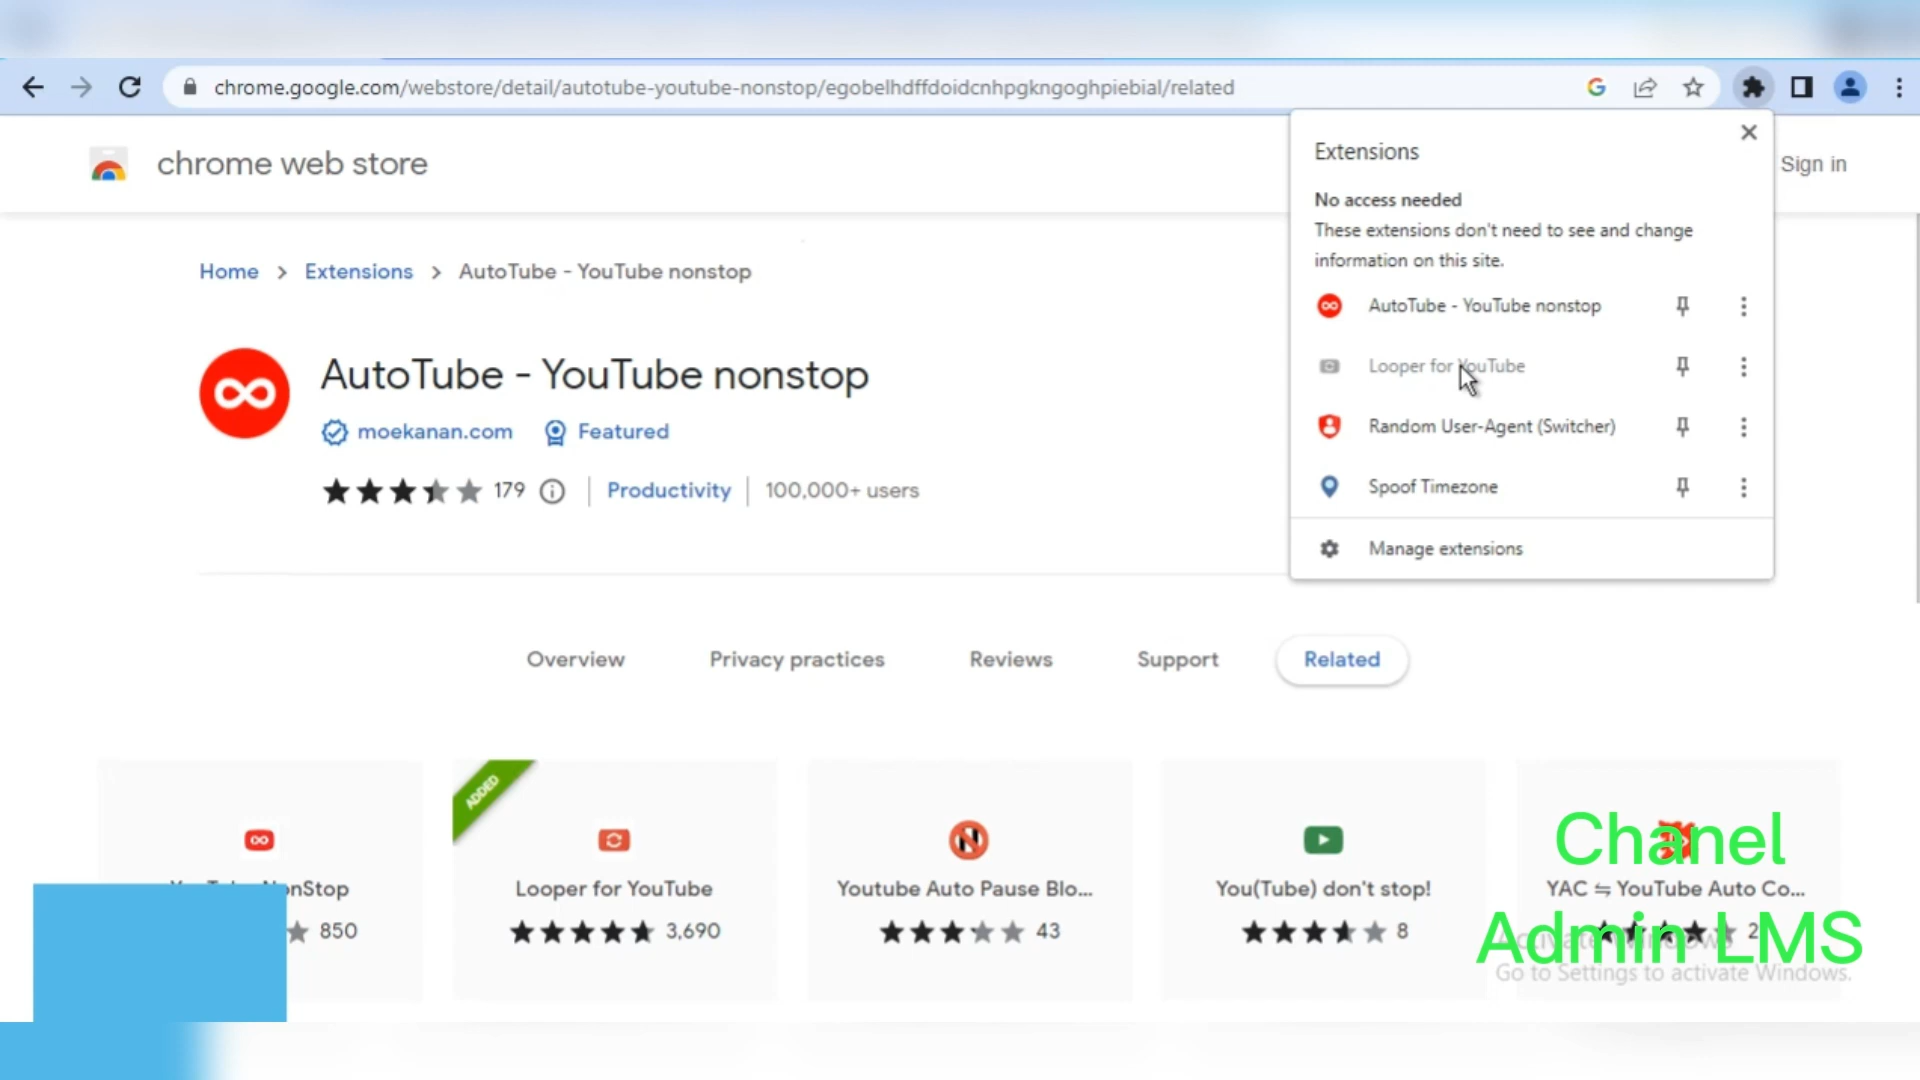 chrome.google.com/webstore/detail/autotube-youtube-nonstop/egobelhdffdoidcnhpgkngoghpiebial/related
chrome web store
Sign in
Extensions
No access needed
These extensions don't need to see and change
information on this site.
AutoTube - YouTube nonstop
Looper for YouTube
Random User-Agent (Switcher)
Spoof Timezone
Manage extensions
Home > Extensions > AutoTube - YouTube nonstop
AutoTube - YouTube nonstop
moekanan.com Featured
179 Productivity 100,000+ users
Overview Privacy practices Reviews Support Related
ADDED
Looper for YouTube
3,690
Youtube Auto Pause Blo...
43
You(Tube) don't stop!
8
YAC ⇋ YouTube Auto Co...
850
Chanel
Admin LMS
Activate Windows
Go to Settings to activate Windows.